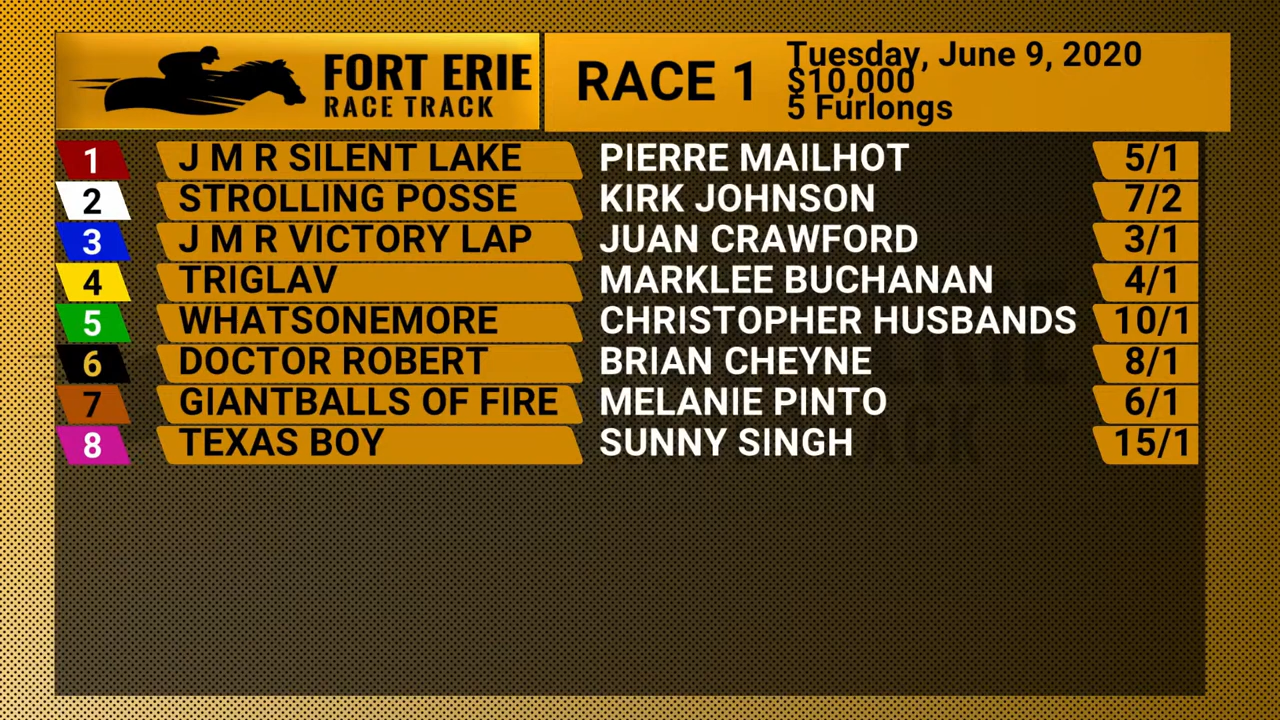 FORT ERIE
RACE TRACK
RACE 1
Tuesday, June 9, 2020
$10,000
5 Furlongs
1 J M R SILENT LAKE PIERRE MAILHOT 5/1
2 STROLLING POSSE KIRK JOHNSON 7/2
3 J M R VICTORY LAP JUAN CRAWFORD 3/1
4 TRIGLAV MARKLEE BUCHANAN 4/1
5 WHATSONEMORE CHRISTOPHER HUSBANDS 10/1
6 DOCTOR ROBERT BRIAN CHEYNE 8/1
7 GIANTBALLS OF FIRE MELANIE PINTO 6/1
8 TEXAS BOY SUNNY SINGH 15/1